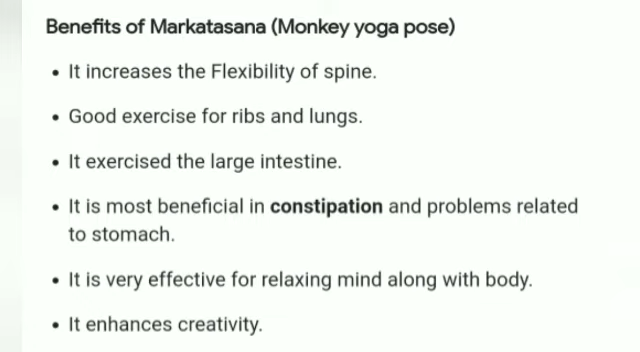 Benefits of Markatasana (Monkey yoga pose)
• It increases the Flexibility of spine.
• Good exercise for ribs and lungs.
• It exercised the large intestine.
• It is most beneficial in constipation and problems related
to stomach.
• It is very effective for relaxing mind along with body.
• It enhances creativity.